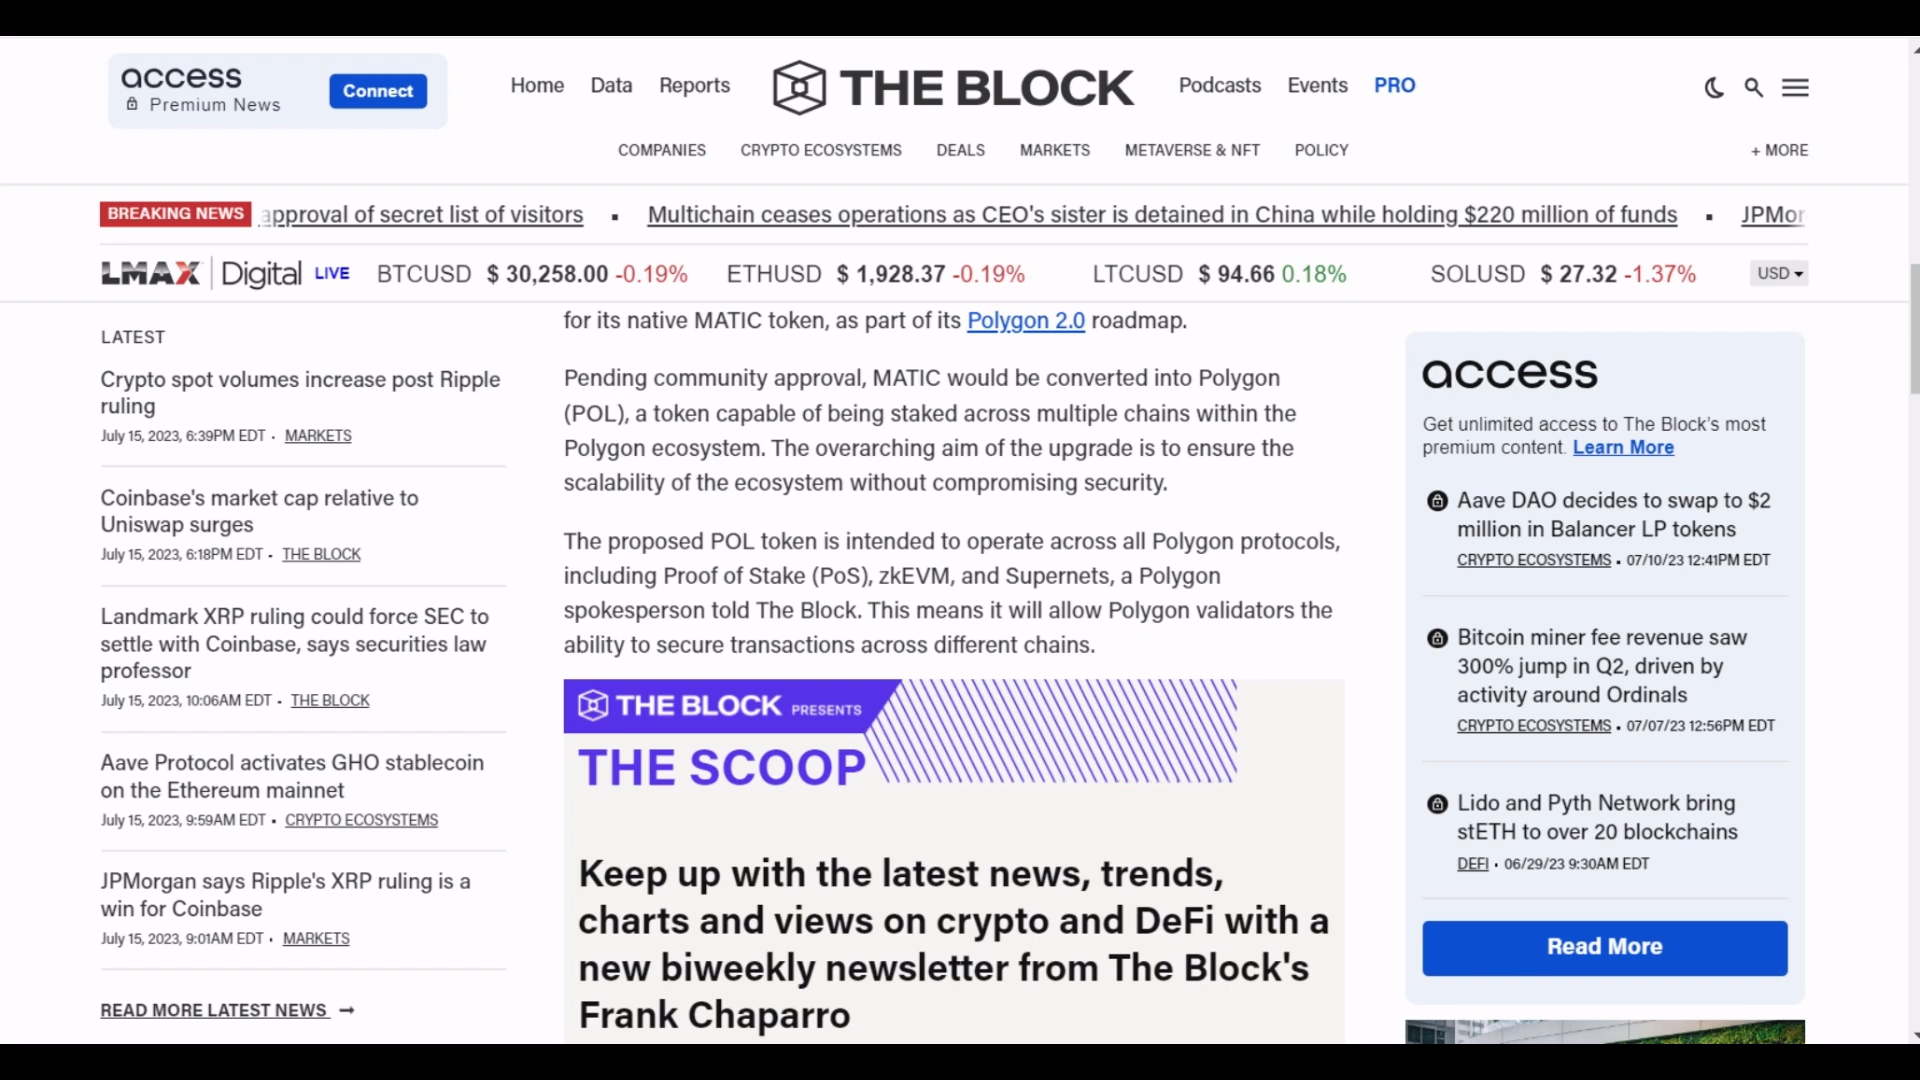 access
Premium News
Connect
Home
Data
Reports
THE BLOCK
Podcasts
Events
PRO
COMPANIES
CRYPTO ECOSYSTEMS
DEALS
MARKETS
METAVERSE & NFT
POLICY
+ MORE
BREAKING NEWS
approval of secret list of visitors ▪ Multichain ceases operations as CEO's sister is detained in China while holding $220 million of funds ▪ JPMor
LMAX Digital LIVE
BTCUSD $ 30,258.00 -0.19%
ETHUSD $ 1,928.37 -0.19%
LTCUSD $ 94.66 0.18%
SOLUSD $ 27.32 -1.37%
USD
LATEST
Crypto spot volumes increase post Ripple
ruling
July 15, 2023, 6:39PM EDT • MARKETS
Coinbase's market cap relative to
Uniswap surges
July 15, 2023, 6:18PM EDT • THE BLOCK
Landmark XRP ruling could force SEC to
settle with Coinbase, says securities law
professor
July 15, 2023, 10:06AM EDT • THE BLOCK
Aave Protocol activates GHO stablecoin
on the Ethereum mainnet
July 15, 2023, 9:59AM EDT • CRYPTO ECOSYSTEMS
JPMorgan says Ripple's XRP ruling is a
win for Coinbase
July 15, 2023, 9:01AM EDT • MARKETS
READ MORE LATEST NEWS →
for its native MATIC token, as part of its Polygon 2.0 roadmap.
Pending community approval, MATIC would be converted into Polygon
(POL), a token capable of being staked across multiple chains within the
Polygon ecosystem. The overarching aim of the upgrade is to ensure the
scalability of the ecosystem without compromising security.
The proposed POL token is intended to operate across all Polygon protocols,
including Proof of Stake (PoS), zkEVM, and Supernets, a Polygon
spokesperson told The Block. This means it will allow Polygon validators the
ability to secure transactions across different chains.
THE BLOCK PRESENTS
THE SCOOP
Keep up with the latest news, trends,
charts and views on crypto and DeFi with a
new biweekly newsletter from The Block's
Frank Chaparro
access
Get unlimited access to The Block's most
premium content. Learn More
Aave DAO decides to swap to $2
million in Balancer LP tokens
CRYPTO ECOSYSTEMS • 07/10/23 12:41PM EDT
Bitcoin miner fee revenue saw
300% jump in Q2, driven by
activity around Ordinals
CRYPTO ECOSYSTEMS • 07/07/23 12:56PM EDT
Lido and Pyth Network bring
stETH to over 20 blockchains
DEFI • 06/29/23 9:30AM EDT
Read More